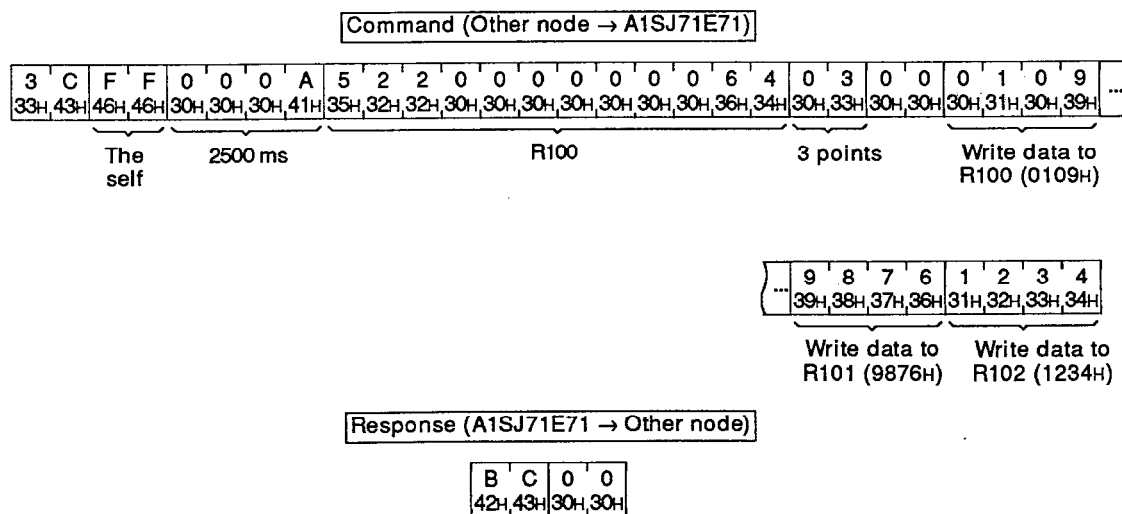 Command (Other node → A1SJ71E71)
3 C F F 0 0 0 A 5 2 2 0 0 0 0 0 0 0 6 4 0 3 0 0 0 1 0 9 ...
33H 43H 46H 46H 30H 30H 30H 41H 35H 32H 32H 30H 30H 30H 30H 30H 30H 30H 36H 34H 30H 33H 30H 30H 30H 31H 30H 39H
The self 2500 ms R100 3 points Write data to R100 (0109H)
... 9 8 7 6 1 2 3 4
39H 38H 37H 36H 31H 32H 33H 34H
Write data to R101 (9876H) Write data to R102 (1234H)
Response (A1SJ71E71 → Other node)
B C 0 0
42H 43H 30H 30H